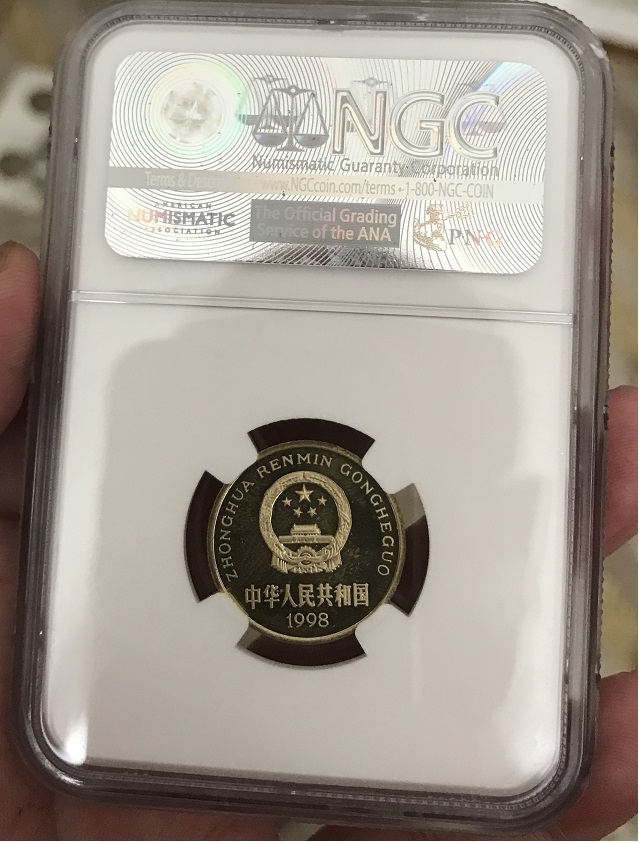 NGC
Numismatic Guaranty Corporation
Terms & www.NGCcoin.com/terms • 1-800-NGC-COIN
AMERICAN
NUMISMATIC
ASSOCIATION
The Official Grading
Service of the ANA
PNG
ZHONGHUA RENMIN GONGHEGUO
中华人民共和国
1998